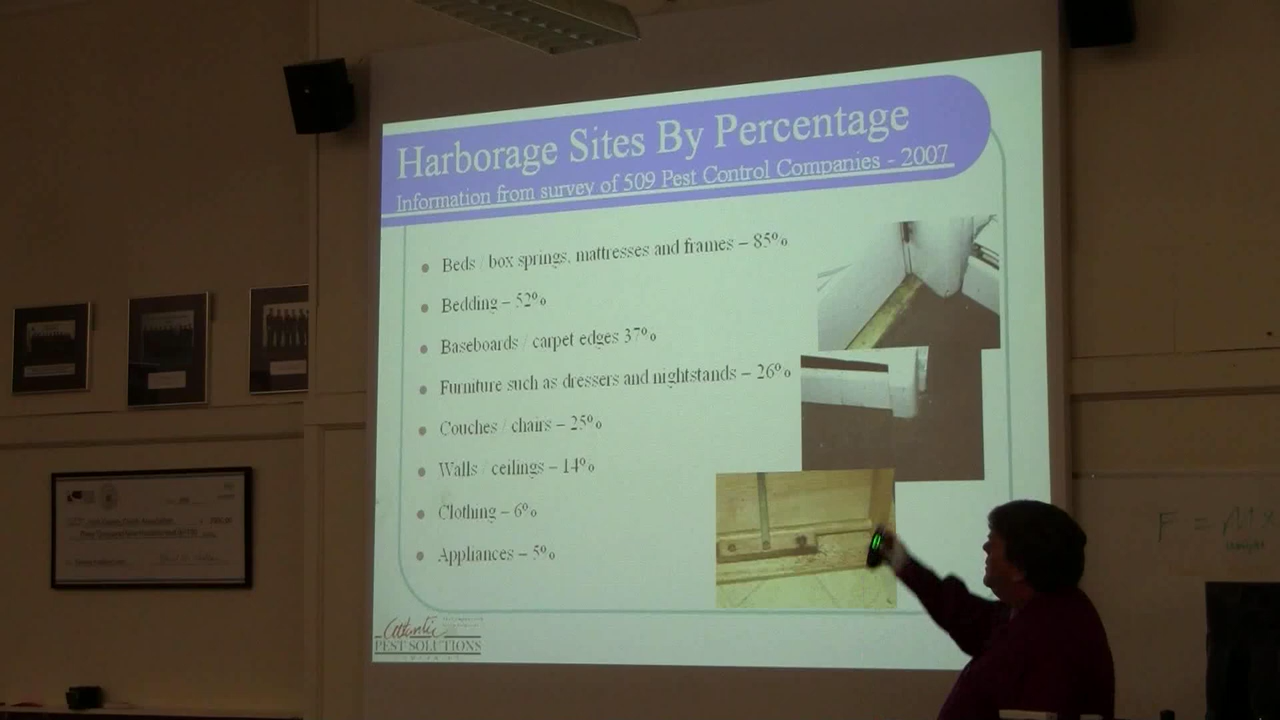 Harborage Sites By Percentage
Information from survey of 509 Pest Control Companies - 2007
Beds / box springs, mattresses and frames – 85%
Bedding – 52%
Baseboards / carpet edges 37%
Furniture such as dressers and nightstands – 26%
Couches / chairs – 25%
Walls / ceilings – 14%
Clothing – 6%
Appliances – 5%
Atlantic
PEST SOLUTIONS
F =